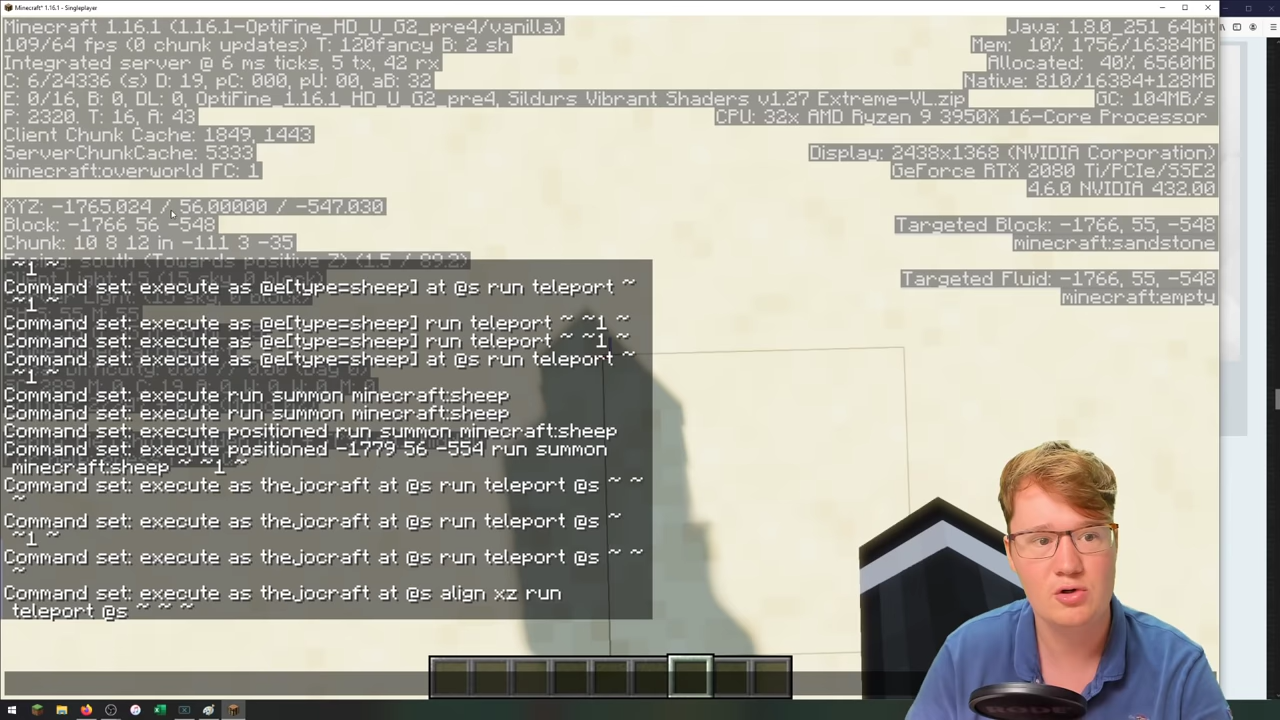 Minecraft* 1.16.1 - Singleplayer
Minecraft 1.16.1 (1.16.1-OptiFine_HD_U_G2_pre4/vanilla)
109/64 fps (0 chunk updates) T: 120fancy B: 2 sh
Integrated server @ 6 ms ticks, 5 tx, 42 rx
C: 6/24336 (s) D: 19, pC: 000, pU: 00, aB: 32
E: 0/16, B: 0, DL: 0, OptiFine_1.16.1_HD_U_G2_pre4, Sildurs Vibrant Shaders v1.27 Extreme-VL.zip
P: 2320. T: 16, A: 43
Client Chunk Cache: 1849, 1443
ServerChunkCache: 5333
minecraft:overworld FC: 1
XYZ: -1765.024 / 56.00000 / -547.030
Block: -1766 56 -548
Chunk: 10 8 12 in -111 3 -35
Facing: south (Towards positive Z) (1.5 / 89.2)
Java: 1.8.0_251 64bit
Mem: 10% 1756/16384MB
Allocated: 40% 6560MB
Native: 810/16384+128MB
GC: 104MB/s
CPU: 32x AMD Ryzen 9 3950X 16-Core Processor
Display: 2438x1368 (NVIDIA Corporation)
GeForce RTX 2080 Ti/PCIe/SSE2
4.6.0 NVIDIA 432.00
Targeted Block: -1766, 55, -548
minecraft:sandstone
Targeted Fluid: -1766, 55, -548
minecraft:empty
~1 ~
Command set: execute as @e[type=sheep] at @s run teleport ~
~1 ~
Command set: execute as @e[type=sheep] run teleport ~ ~1 ~
Command set: execute as @e[type=sheep] run teleport ~ ~1 ~
Command set: execute as @e[type=sheep] at @s run teleport ~
~1 ~
Command set: execute run summon minecraft:sheep
Command set: execute run summon minecraft:sheep
Command set: execute positioned run summon minecraft:sheep
Command set: execute positioned -1779 56 -554 run summon
minecraft:sheep ~ ~1 ~
Command set: execute as thejocraft at @s run teleport @s ~ ~
~
Command set: execute as thejocraft at @s run teleport @s ~
~1 ~
Command set: execute as thejocraft at @s run teleport @s ~ ~
~
Command set: execute as thejocraft at @s align xz run
teleport @s ~ ~ ~
RODE